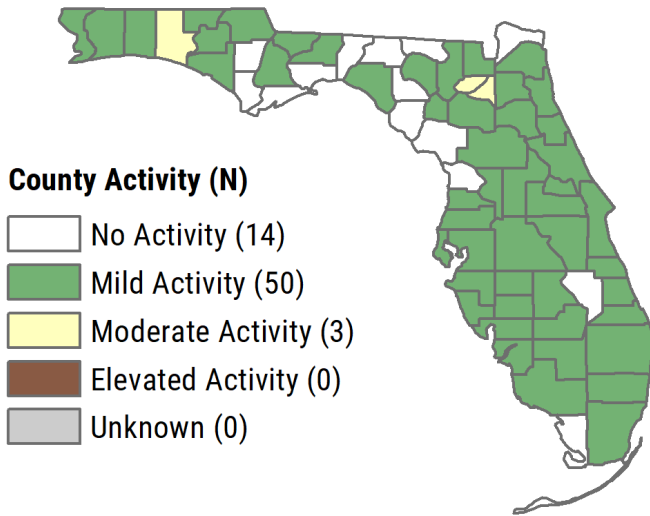 County Activity (N)
No Activity (14)
Mild Activity (50)
Moderate Activity (3)
Elevated Activity (0)
Unknown (0)